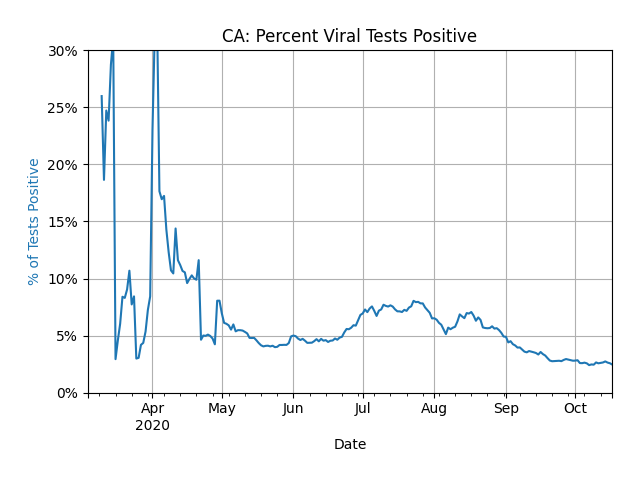 CA: Percent Viral Tests Positive
30%
25%
20%
15%
10%
5%
0%
% of Tests Positive
Apr May Jun Jul Aug Sep Oct
2020
Date